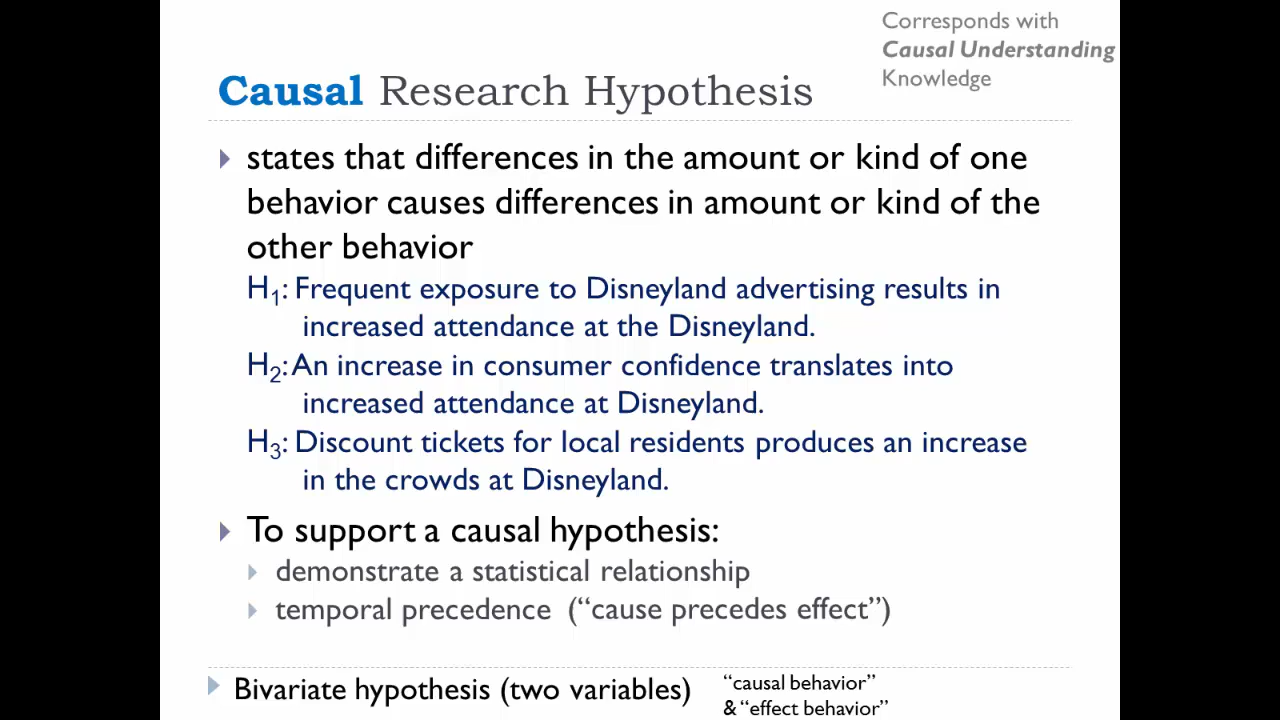 Corresponds with
Causal Understanding
Knowledge
Causal Research Hypothesis
states that differences in the amount or kind of one
behavior causes differences in amount or kind of the
other behavior
H1: Frequent exposure to Disneyland advertising results in
increased attendance at the Disneyland.
H2: An increase in consumer confidence translates into
increased attendance at Disneyland.
H3: Discount tickets for local residents produces an increase
in the crowds at Disneyland.
To support a causal hypothesis:
demonstrate a statistical relationship
temporal precedence (“cause precedes effect”)
Bivariate hypothesis (two variables)
“causal behavior”
& “effect behavior”